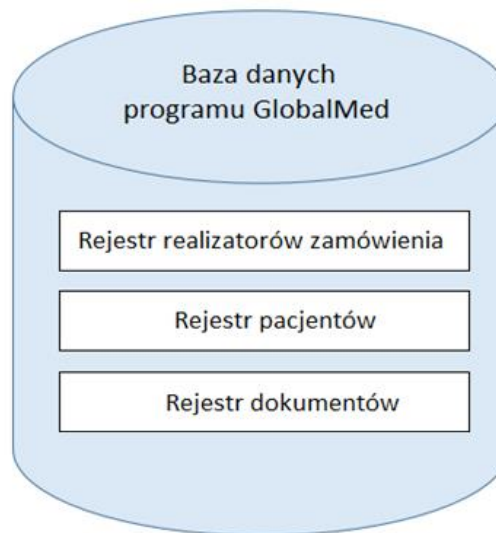 Baza danych
programu GlobalMed
Rejestr realizatorów zamówienia
Rejestr pacjentów
Rejestr dokumentów